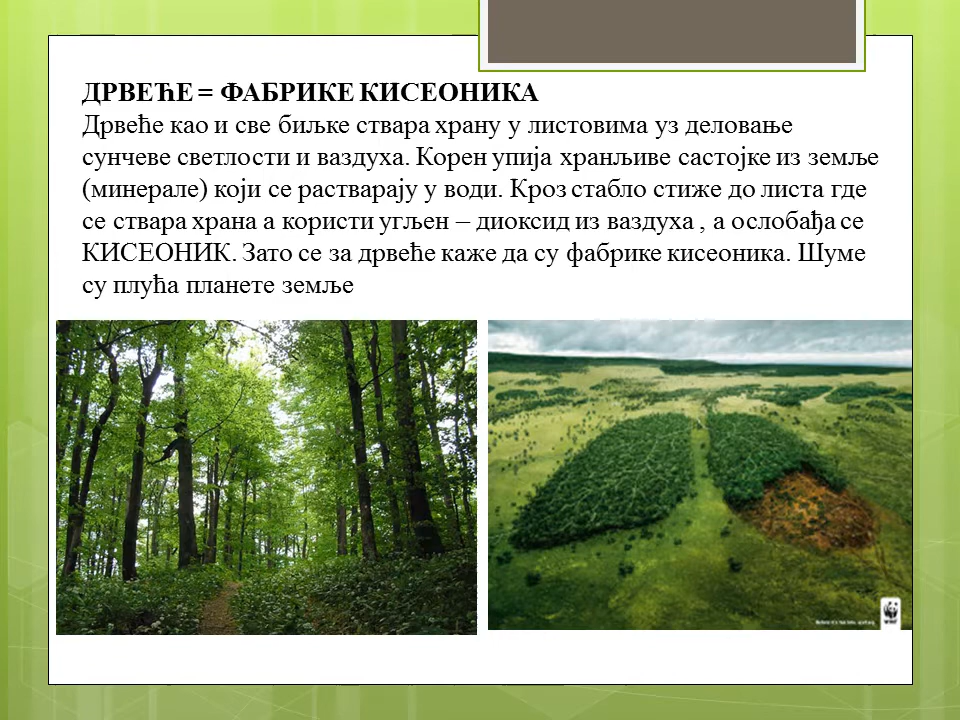 ДРВЕЋЕ = ФАБРИКЕ КИСЕОНИКА
Дрвеће као и све биљке ствара храну у листовима уз деловање
сунчеве светлости и ваздуха. Корен упија хранљиве састојке из земље
(минерале) који се растварају у води. Кроз стабло стиже до листа где
се ствара храна а користи угљен – диоксид из ваздуха , а ослобађа се
КИСЕОНИК. Зато се за дрвеће каже да су фабрике кисеоника. Шуме
су плућа планете земље
WWF